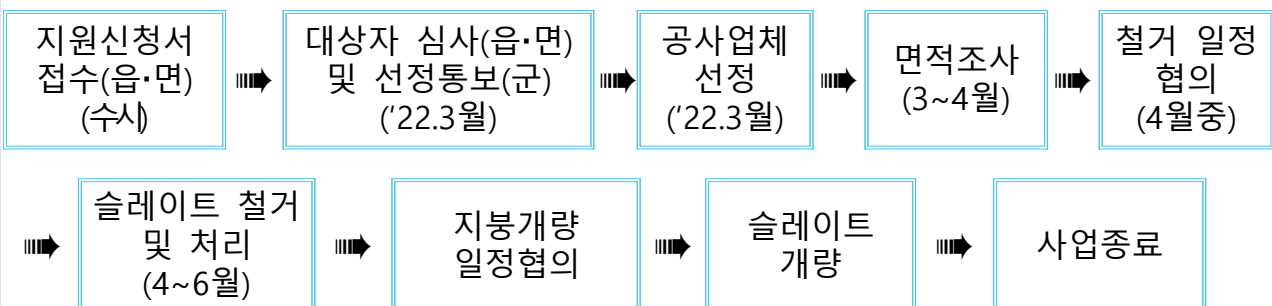 지원신청서
접수(읍·면)
(수시)
대상자 심사(읍·면)
및 선정통보(군)
('22.3월)
공사업체
선정
('22.3월)
면적조사
(3~4월)
철거 일정
협의
(4월중)
슬레이트 철거
및 처리
(4~6월)
지붕개량
일정협의
슬레이트
개량
사업종료